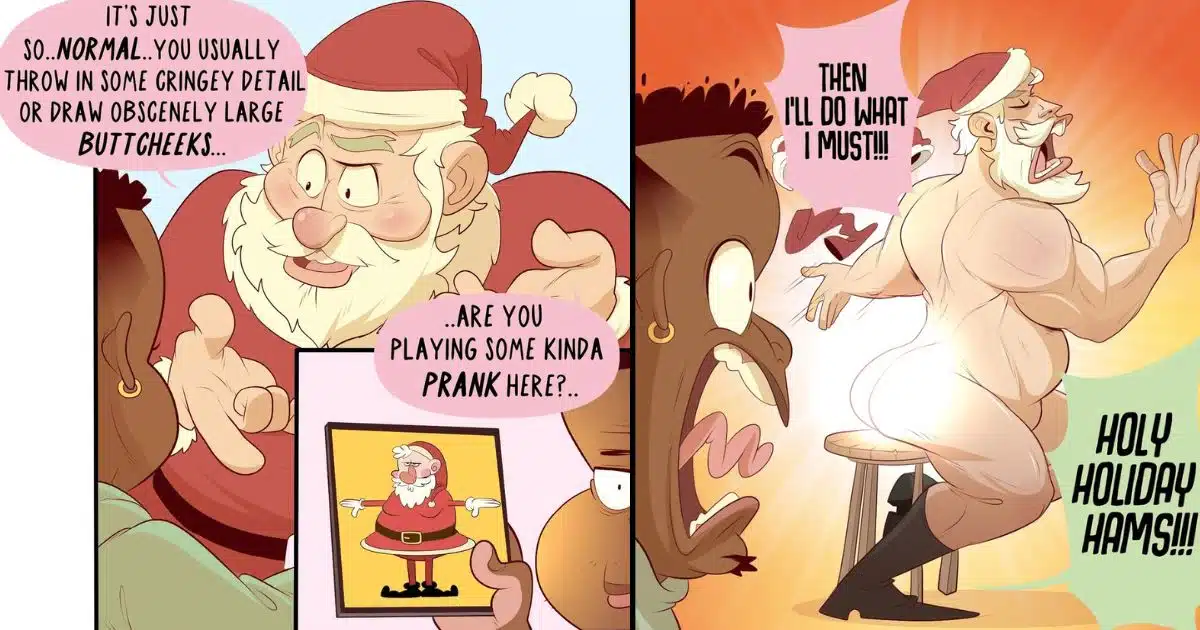 IT'S JUST
SO..NORMAL..YOU USUALLY
THROW IN SOME CRINGEY DETAIL
OR DRAW OBSCENELY LARGE
BUTTCHEEKS...
..ARE YOU
PLAYING SOME KINDA
PRANK HERE?..
THEN
I'LL DO WHAT
I MUST!!!
HOLY
HOLIDAY
HAMS!!!